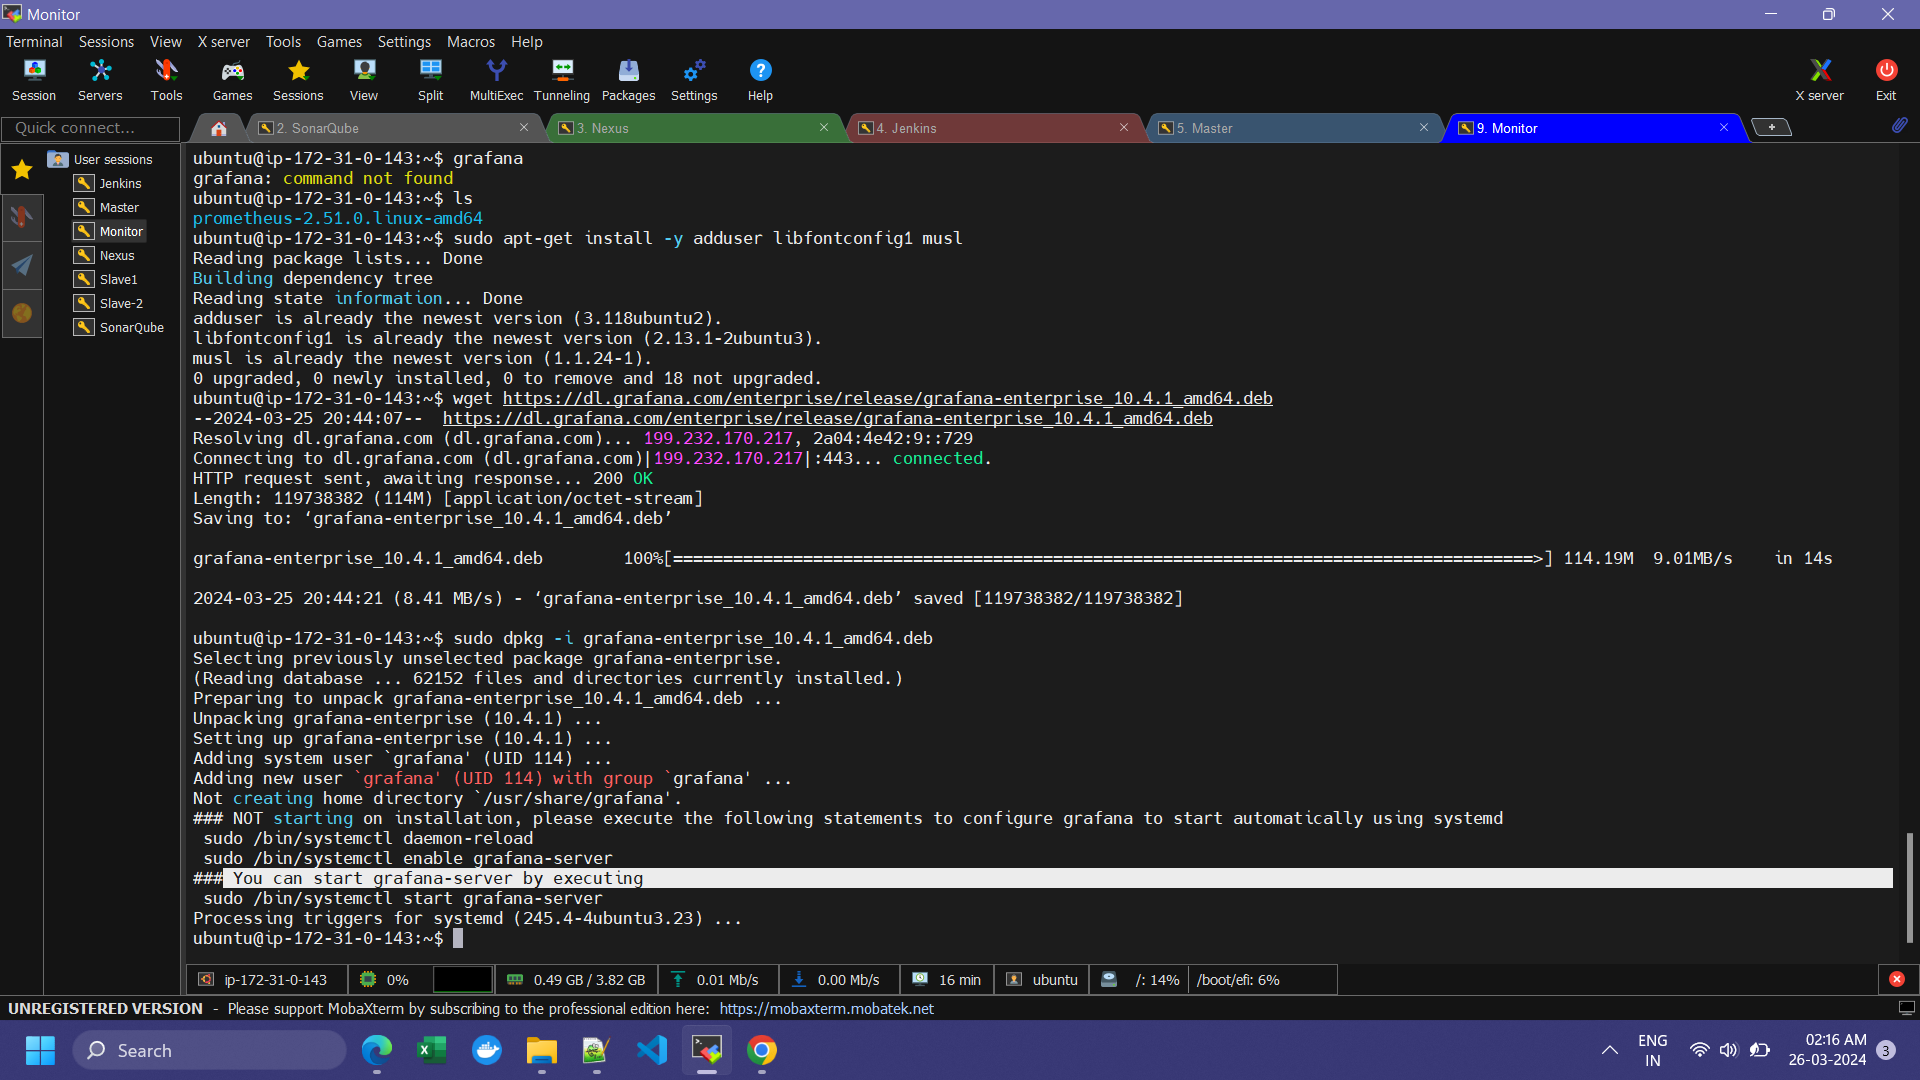 Monitor
Terminal Sessions View X server Tools Games Settings Macros Help
Session Servers Tools Games Sessions View Split MultiExec Tunneling Packages Settings Help X server Exit
Quick connect...
2. SonarQube
3. Nexus
4. Jenkins
5. Master
9. Monitor
User sessions
Jenkins
Master
Monitor
Nexus
Slave1
Slave-2
SonarQube
ubuntu@ip-172-31-0-143:~$ grafana
grafana: command not found
ubuntu@ip-172-31-0-143:~$ ls
prometheus-2.51.0.linux-amd64
ubuntu@ip-172-31-0-143:~$ sudo apt-get install -y adduser libfontconfig1 musl
Reading package lists... Done
Building dependency tree
Reading state information... Done
adduser is already the newest version (3.118ubuntu2).
libfontconfig1 is already the newest version (2.13.1-2ubuntu3).
musl is already the newest version (1.1.24-1).
0 upgraded, 0 newly installed, 0 to remove and 18 not upgraded.
ubuntu@ip-172-31-0-143:~$ wget https://dl.grafana.com/enterprise/release/grafana-enterprise_10.4.1_amd64.deb
--2024-03-25 20:44:07--  https://dl.grafana.com/enterprise/release/grafana-enterprise_10.4.1_amd64.deb
Resolving dl.grafana.com (dl.grafana.com)... 199.232.170.217, 2a04:4e42:9::729
Connecting to dl.grafana.com (dl.grafana.com)|199.232.170.217|:443... connected.
HTTP request sent, awaiting response... 200 OK
Length: 119738382 (114M) [application/octet-stream]
Saving to: ‘grafana-enterprise_10.4.1_amd64.deb’
grafana-enterprise_10.4.1_amd64.deb        100%[======================================================================================>] 114.19M  9.01MB/s    in 14s
2024-03-25 20:44:21 (8.41 MB/s) - ‘grafana-enterprise_10.4.1_amd64.deb’ saved [119738382/119738382]
ubuntu@ip-172-31-0-143:~$ sudo dpkg -i grafana-enterprise_10.4.1_amd64.deb
Selecting previously unselected package grafana-enterprise.
(Reading database ... 62152 files and directories currently installed.)
Preparing to unpack grafana-enterprise_10.4.1_amd64.deb ...
Unpacking grafana-enterprise (10.4.1) ...
Setting up grafana-enterprise (10.4.1) ...
Adding system user `grafana' (UID 114) ...
Adding new user `grafana' (UID 114) with group `grafana' ...
Not creating home directory `/usr/share/grafana'.
### NOT starting on installation, please execute the following statements to configure grafana to start automatically using systemd
 sudo /bin/systemctl daemon-reload
 sudo /bin/systemctl enable grafana-server
### You can start grafana-server by executing
 sudo /bin/systemctl start grafana-server
Processing triggers for systemd (245.4-4ubuntu3.23) ...
ubuntu@ip-172-31-0-143:~$
ip-172-31-0-143 0% 0.49 GB / 3.82 GB 0.01 Mb/s 0.00 Mb/s 16 min ubuntu /: 14% /boot/efi: 6%
UNREGISTERED VERSION - Please support MobaXterm by subscribing to the professional edition here: https://mobaxterm.mobatek.net
Search
ENG
IN
02:16 AM
26-03-2024
3